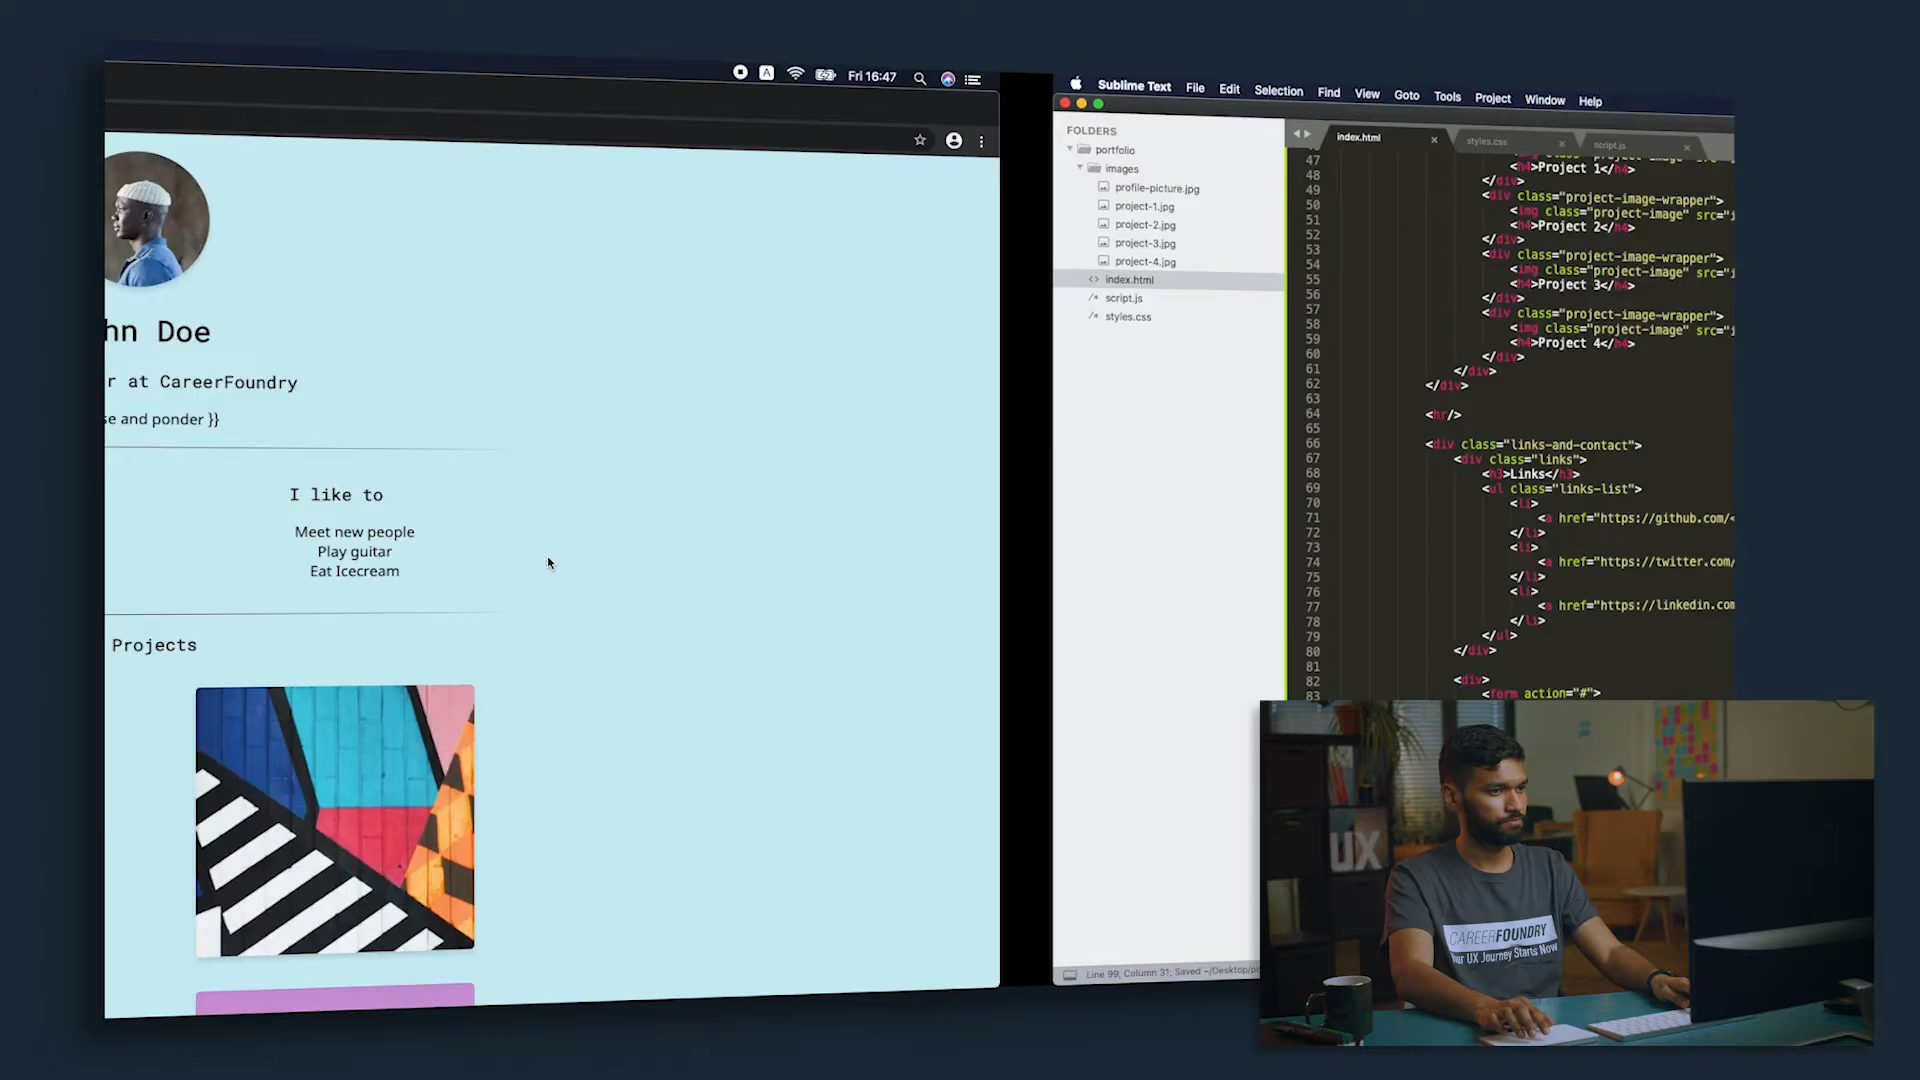 A
Fri 16:47
hn Doe
r at CareerFoundry
se and ponder }}
I like to
Meet new people
Play guitar
Eat Icecream
Projects
Sublime Text File Edit Selection Find View Goto Tools Project Window Help
FOLDERS
portfolio
images
profile-picture.jpg
project-1.jpg
project-2.jpg
project-3.jpg
project-4.jpg
<> index.html
/* script.js
/* styles.css
index.html
styles.css
script.js
47
48 <h4>Project 1</h4>
49 </div>
50 <div class="project-image-wrapper">
51 <img class="project-image" src="i
52 <h4>Project 2</h4>
53 </div>
54 <div class="project-image-wrapper">
55 <img class="project-image" src="i
56 <h4>Project 3</h4>
57 </div>
58 <div class="project-image-wrapper">
59 <img class="project-image" src="i
60 <h4>Project 4</h4>
61 </div>
62 </div>
63 </div>
64 <hr/>
65
66 <div class="links-and-contact">
67 <div class="links">
68 <h3>Links</h3>
69 <ul class="links-list">
70 <li>
71 <a href="https://github.com/<
72 </li>
73 <li>
74 <a href="https://twitter.com/
75 </li>
76 <li>
77 <a href="https://linkedin.com
78 </li>
79 </ul>
80 </div>
81
82 <div>
83 <form action="#">
Line 99, Column 31; Saved ~/Desktop/po
UX
CAREERFOUNDRY
Your UX Journey Starts Now